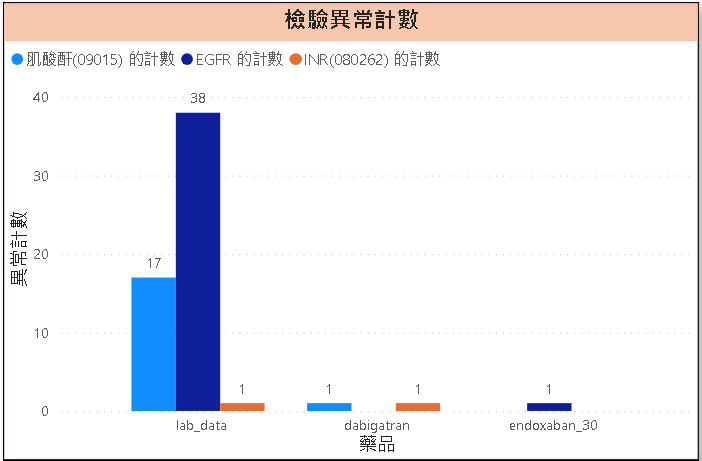 檢驗異常計數
肌酸酐(09015) 的計數 EGFR 的計數 INR(080262) 的計數
40
38
30
異常計數
20
17
10
1
1
1
1
0
lab_data
dabigatran
endoxaban_30
藥品